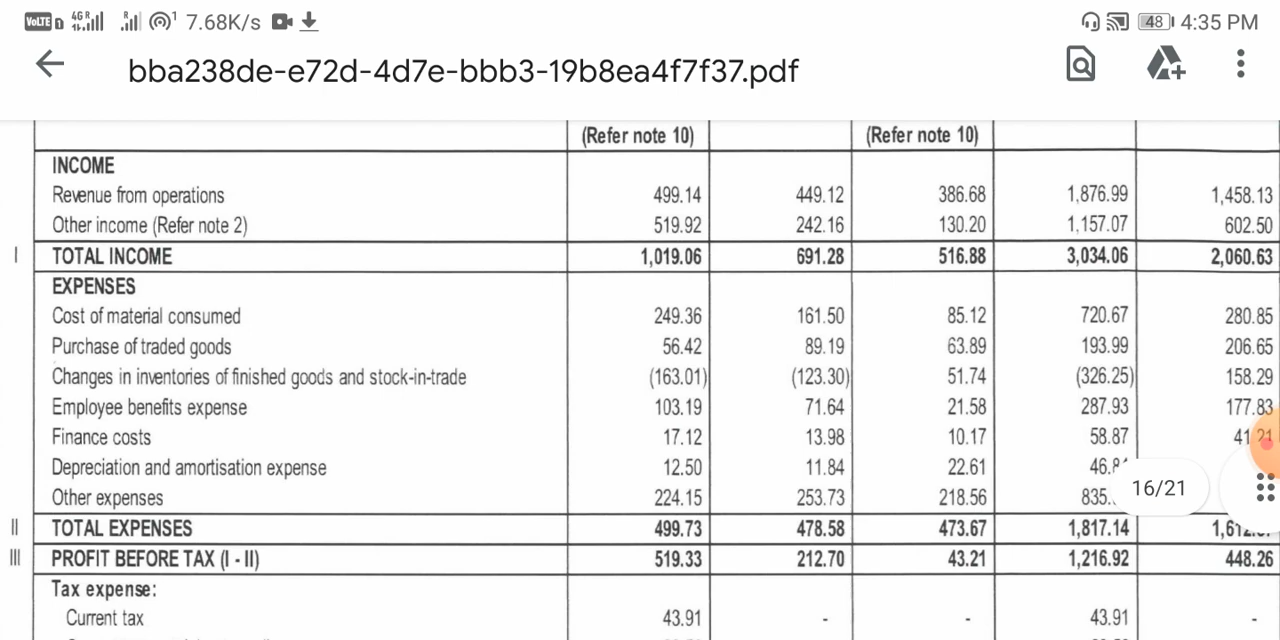 VoLTE 4G R R 1 7.68K/s 48 4:35 PM
bba238de-e72d-4d7e-bbb3-19b8ea4f7f37.pdf
(Refer note 10) (Refer note 10)
INCOME
Revenue from operations 499.14 449.12 386.68 1,876.99 1,458.13
Other income (Refer note 2) 519.92 242.16 130.20 1,157.07 602.50
I TOTAL INCOME 1,019.06 691.28 516.88 3,034.06 2,060.63
EXPENSES
Cost of material consumed 249.36 161.50 85.12 720.67 280.85
Purchase of traded goods 56.42 89.19 63.89 193.99 206.65
Changes in inventories of finished goods and stock-in-trade (163.01) (123.30) 51.74 (326.25) 158.29
Employee benefits expense 103.19 71.64 21.58 287.93 177.83
Finance costs 17.12 13.98 10.17 58.87 41.21
Depreciation and amortisation expense 12.50 11.84 22.61
Other expenses 224.15 253.73 218.56 16/21
II TOTAL EXPENSES 499.73 478.58 473.67 1,817.14
III PROFIT BEFORE TAX (I - II) 519.33 212.70 43.21 1,216.92 448.26
Tax expense:
Current tax 43.91 - - 43.91 -